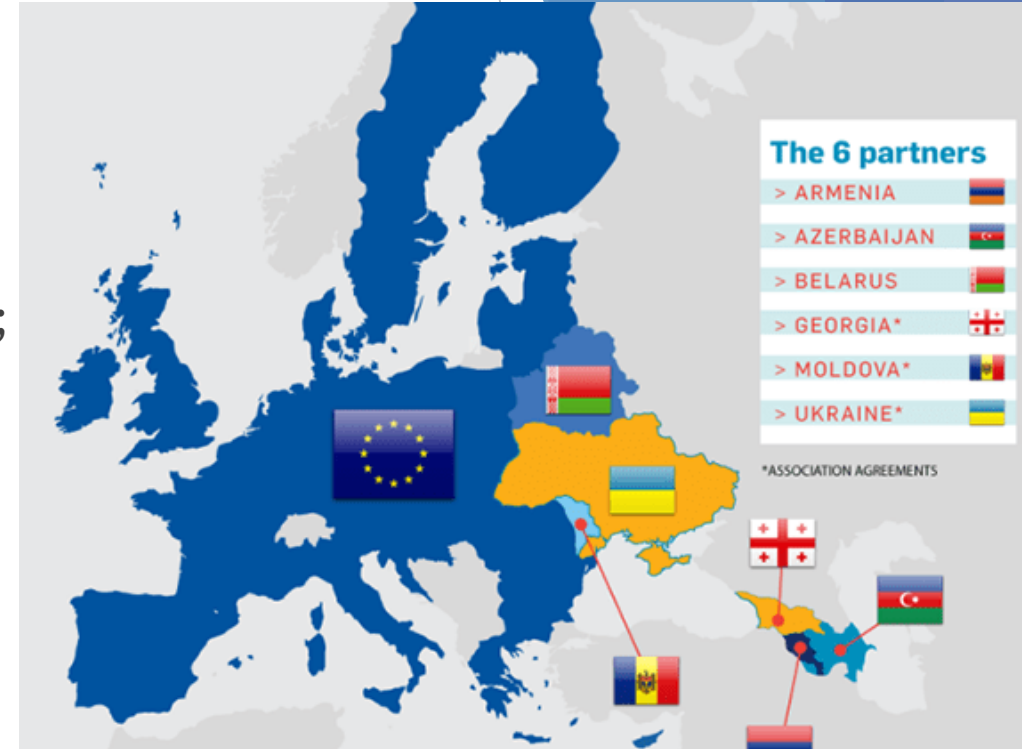 ;
The 6 partners
> ARMENIA
> AZERBAIJAN
> BELARUS
> GEORGIA*
> MOLDOVA*
> UKRAINE*
*ASSOCIATION AGREEMENTS